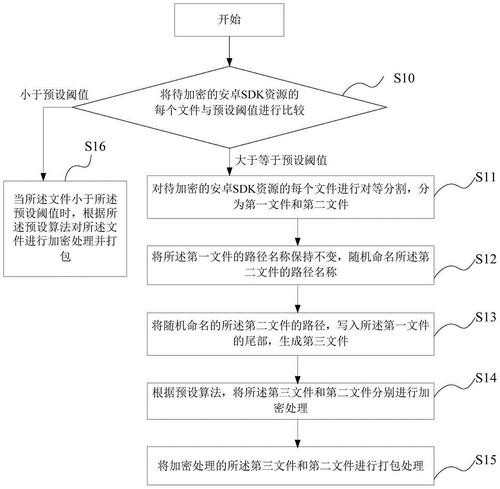 开始
S10
将待加密的安卓SDK资源的
每个文件与预设阈值进行比较
小于预设阈值
大于等于预设阈值
S16
当所述文件小于所述
预设阈值时，根据所
述预设算法对所述文
件进行加密处理并打
包
S11
对待加密的安卓SDK资源的每个文件进行对等分割，分
为第一文件和第二文件
S12
将所述第一文件的路径名称保持不变，随机命名所述第
二文件的路径名称
S13
将随机命名的所述第二文件的路径，写入所述第一文件
的尾部，生成第三文件
S14
根据预设算法，将所述第三文件和第二文件分别进行加
密处理
S15
将加密处理的所述第三文件和第二文件进行打包处理